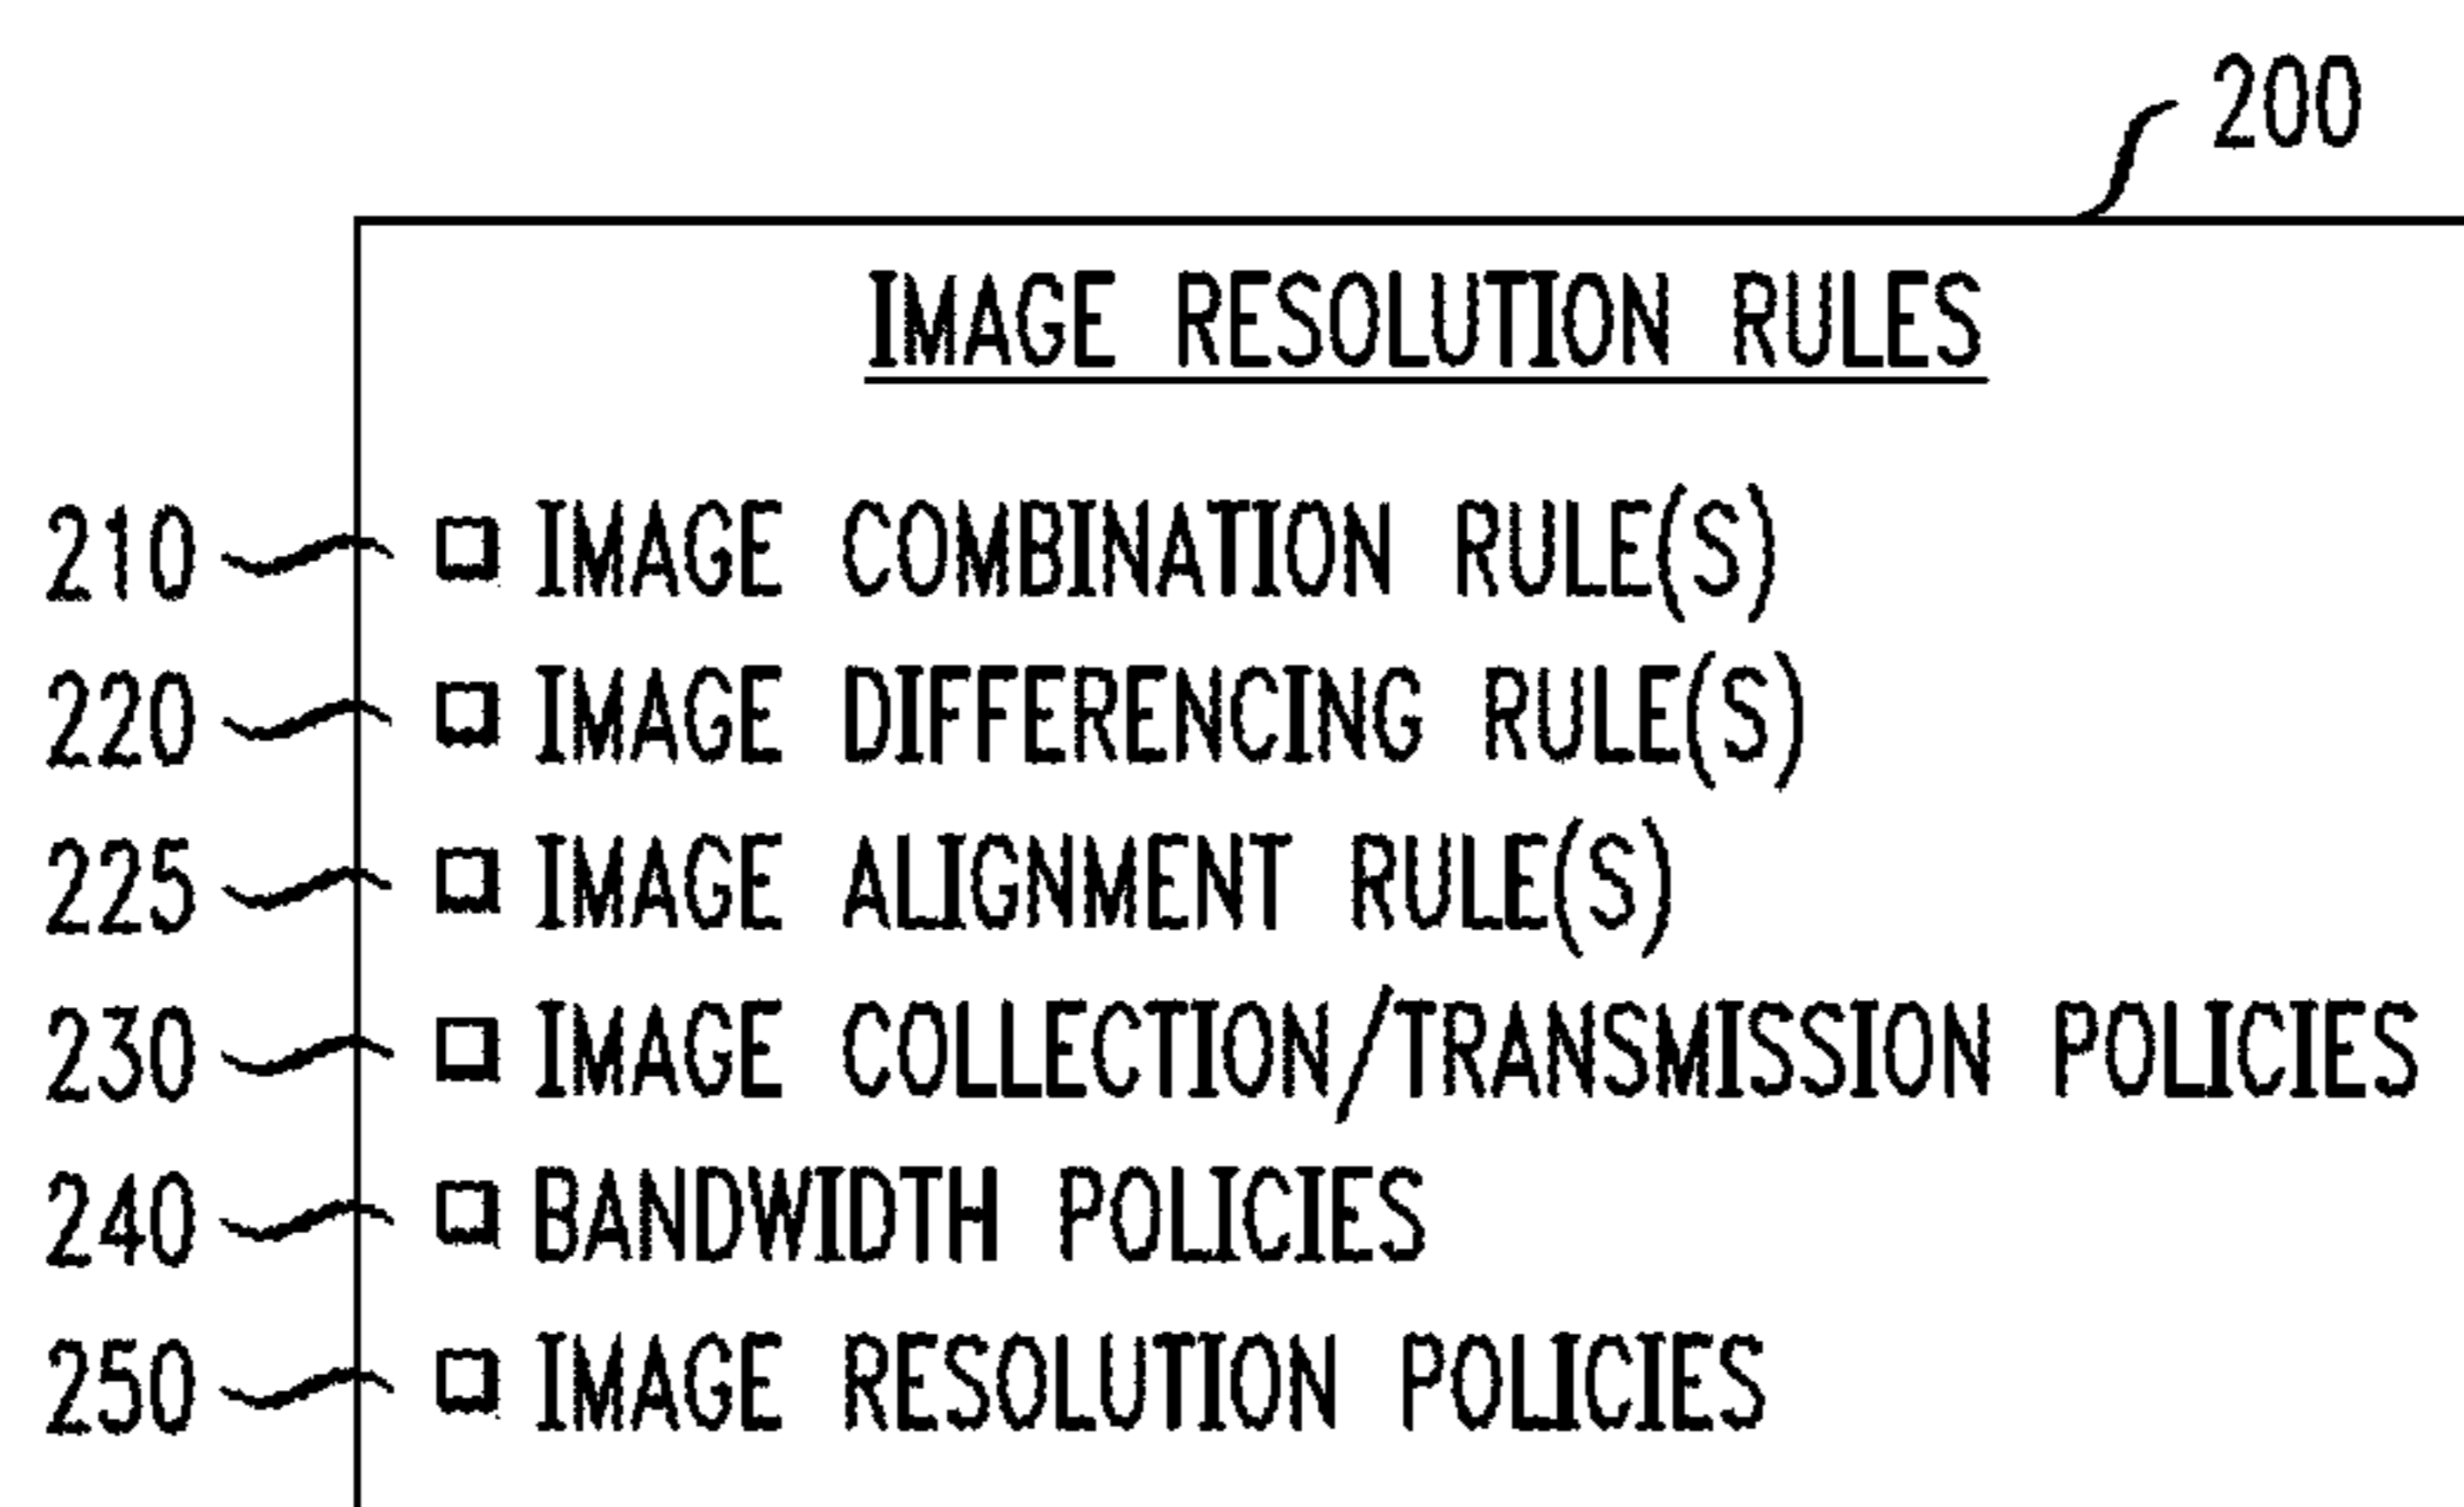 200
IMAGE RESOLUTION RULES
210 IMAGE COMBINATION RULE(S)
220 IMAGE DIFFERENCING RULE(S)
225 IMAGE ALIGNMENT RULE(S)
230 IMAGE COLLECTION/TRANSMISSION POLICIES
240 BANDWIDTH POLICIES
250 IMAGE RESOLUTION POLICIES